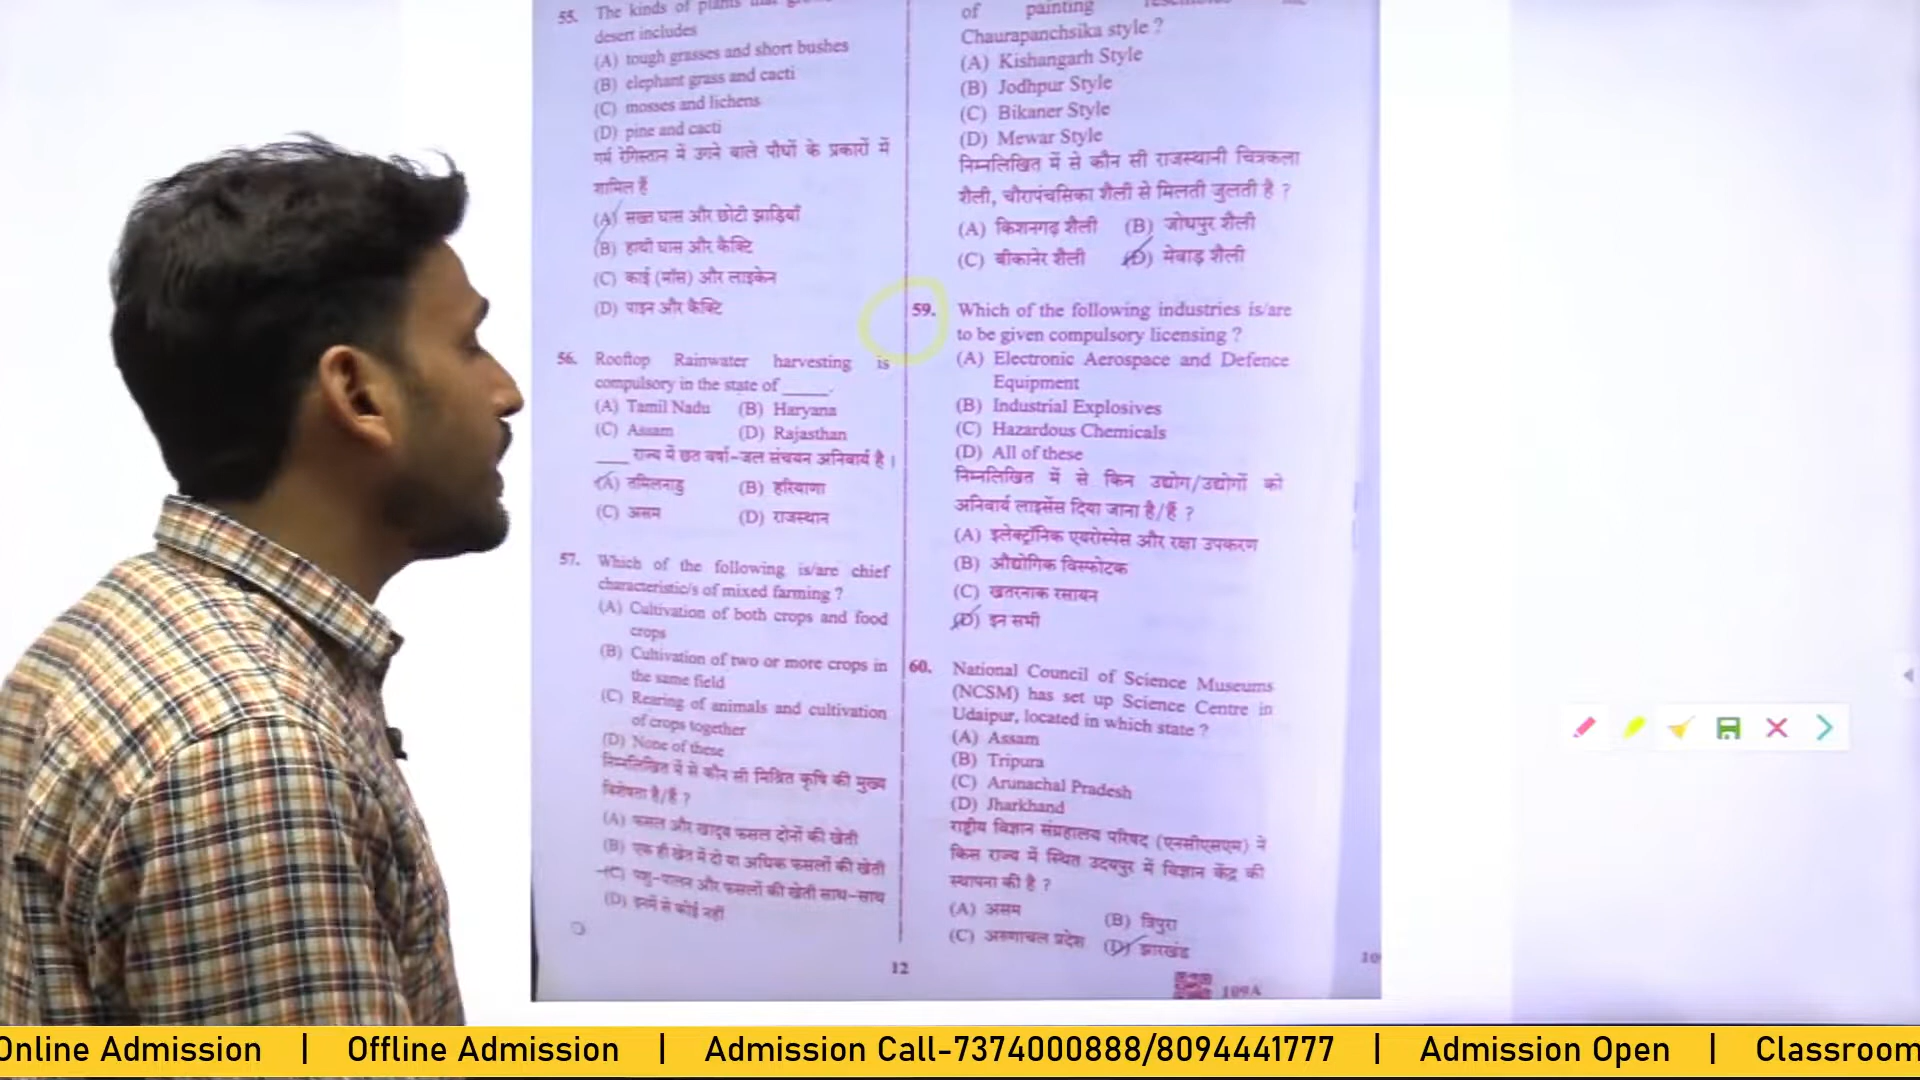 55. The kinds of plants that
desert includes
(A) tough grasses and short bushes
(B) elephant grass and cacti
(C) mosses and lichens
(D) pine and cacti
गर्म रेगिस्तान में उगने वाले पौधों के प्रकारों में
शामिल हैं
(A) सख्त घास और छोटी झाड़ियाँ
(B) हाथी घास और कैक्टि
(C) काई (मॉस) और लाइकेन
(D) पाइन और कैक्टि
56. Rooftop Rainwater harvesting is
compulsory in the state of _____.
(A) Tamil Nadu (B) Haryana
(C) Assam (D) Rajasthan
____ राज्य में छत वर्षा-जल संचयन अनिवार्य है।
(A) तमिलनाडु (B) हरियाणा
(C) असम (D) राजस्थान
57. Which of the following is/are chief
characteristic/s of mixed farming ?
(A) Cultivation of both crops and food
crops
(B) Cultivation of two or more crops in
the same field
(C) Rearing of animals and cultivation
of crops together
(D) None of these
निम्नलिखित में से कौन सी मिश्रित कृषि की मुख्य
विशेषता है/हैं ?
(A) फसल और खाद्य फसल दोनों की खेती
(B) एक ही खेत में दो या अधिक फसलों की खेती
(C) पशु-पालन और फसलों की खेती साथ-साथ
(D) इनमें से कोई नहीं
of painting
Chaurapanchsika style ?
(A) Kishangarh Style
(B) Jodhpur Style
(C) Bikaner Style
(D) Mewar Style
निम्नलिखित में से कौन सी राजस्थानी चित्रकला
शैली, चौरापंचसिका शैली से मिलती जुलती है ?
(A) किशनगढ़ शैली (B) जोधपुर शैली
(C) बीकानेर शैली (D) मेवाड़ शैली
59. Which of the following industries is/are
to be given compulsory licensing ?
(A) Electronic Aerospace and Defence
Equipment
(B) Industrial Explosives
(C) Hazardous Chemicals
(D) All of these
निम्नलिखित में से किन उद्योग/उद्योगों को
अनिवार्य लाइसेंस दिया जाना है/हैं ?
(A) इलेक्ट्रॉनिक एयरोस्पेस और रक्षा उपकरण
(B) औद्योगिक विस्फोटक
(C) खतरनाक रसायन
(D) इन सभी
60. National Council of Science Museums
(NCSM) has set up Science Centre in
Udaipur, located in which state ?
(A) Assam
(B) Tripura
(C) Arunachal Pradesh
(D) Jharkhand
राष्ट्रीय विज्ञान संग्रहालय परिषद (एनसीएसएम) ने
किस राज्य में स्थित उदयपुर में विज्ञान केंद्र की
स्थापना की है ?
(A) असम (B) त्रिपुरा
(C) अरुणाचल प्रदेश (D) झारखंड
12
109A
Online Admission | Offline Admission | Admission Call-7374000888/8094441777 | Admission Open | Classroom